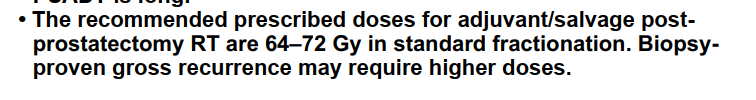 • The recommended prescribed doses for adjuvant/salvage post-
prostatectomy RT are 64–72 Gy in standard fractionation. Biopsy-
proven gross recurrence may require higher doses.